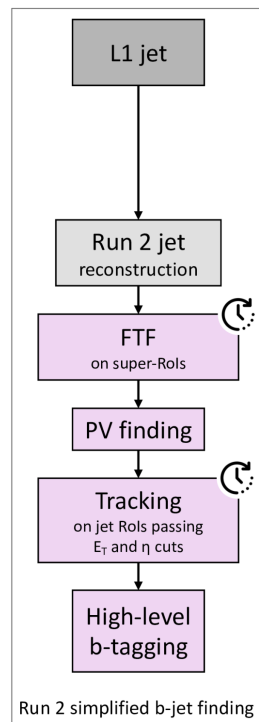 L1 jet
Run 2 jet
reconstruction
FTF
on super-RoIs
PV finding
Tracking
on jet RoIs passing
E_T and η cuts
High-level
b-tagging
Run 2 simplified b-jet finding